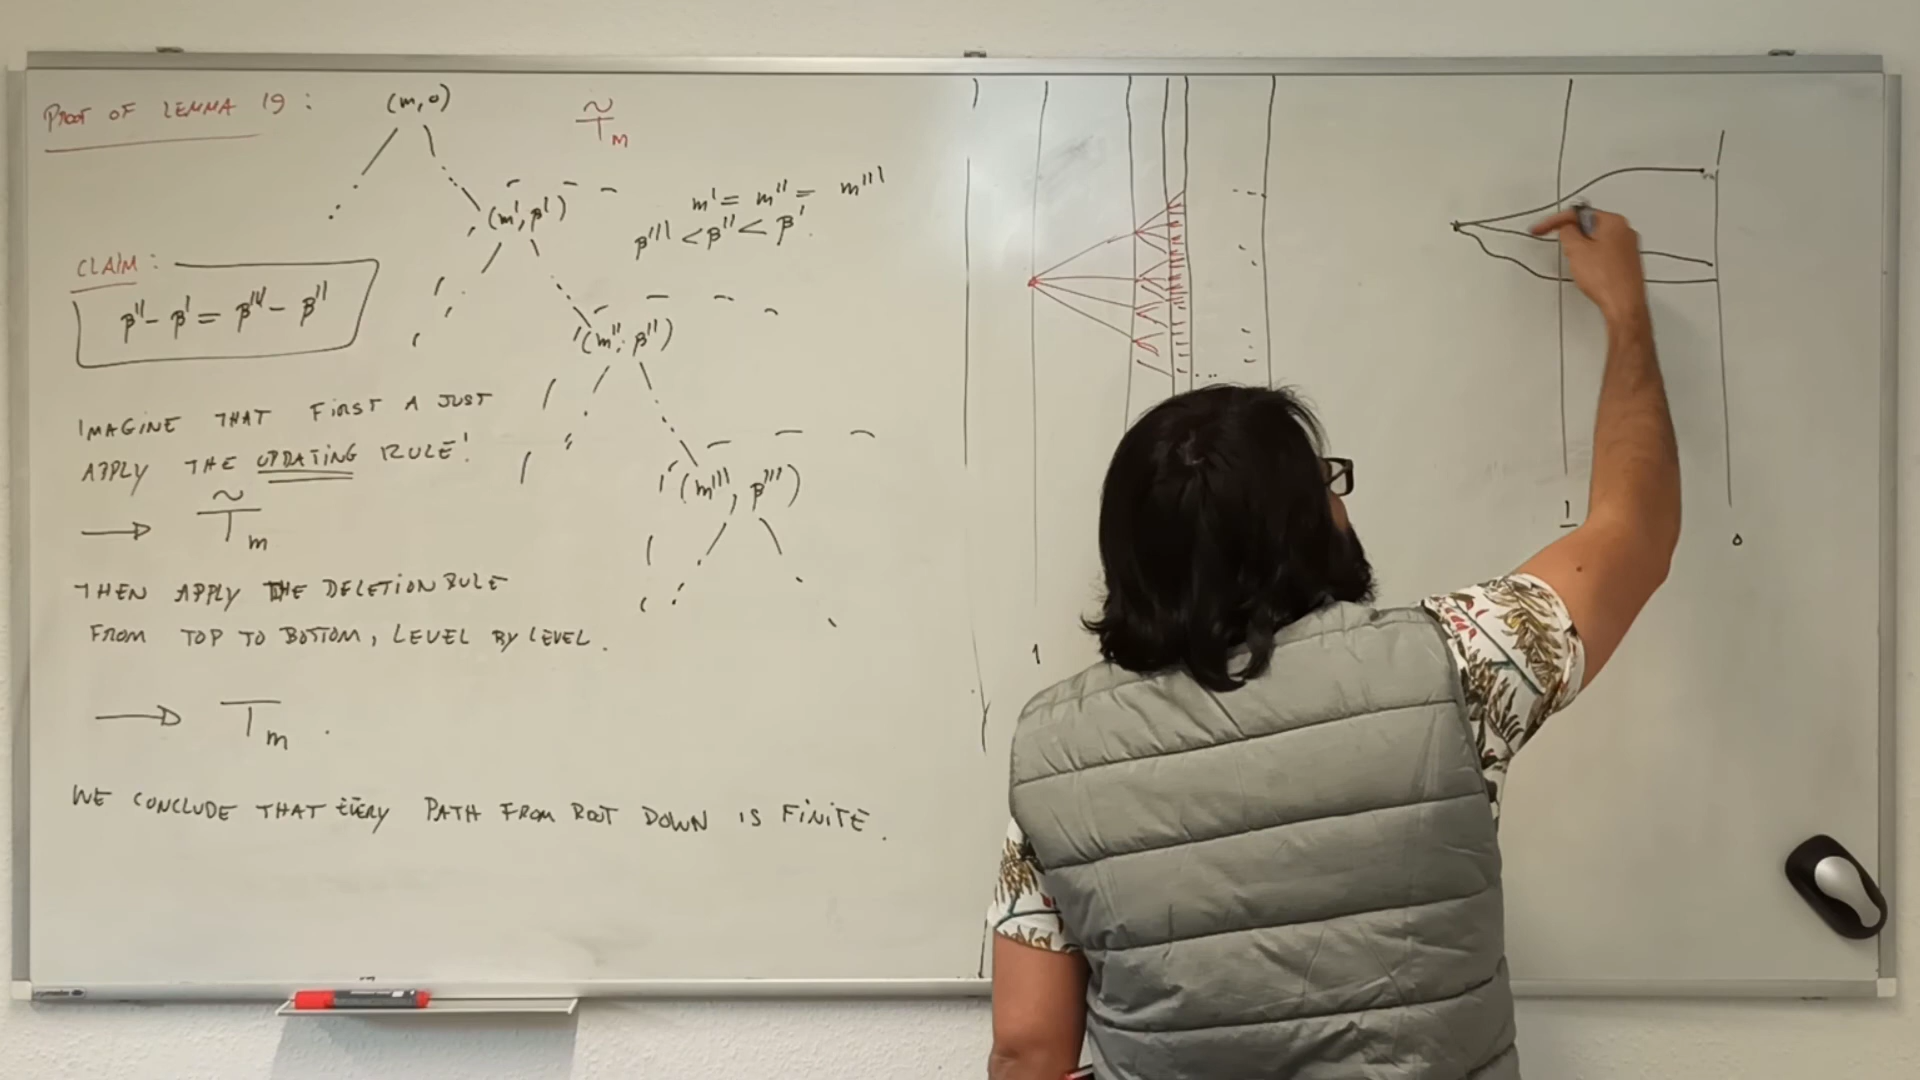 PROOF OF LEMMA 19 :
(m, 0)
T̃m
(m', β')
m' = m'' = m'''
β''' < β'' < β'.
CLAIM :
β'' - β' = β''' - β''
(m'', β'')
IMAGINE THAT FIRST A JUST
APPLY THE UPDATING RULE!
(m''', β''')
→ T̃m
THEN APPLY THE DELETION RULE
FROM TOP TO BOTTOM, LEVEL BY LEVEL.
→ Tm.
WE CONCLUDE THAT EVERY PATH FROM ROOT DOWN IS FINITE.
1
1
0